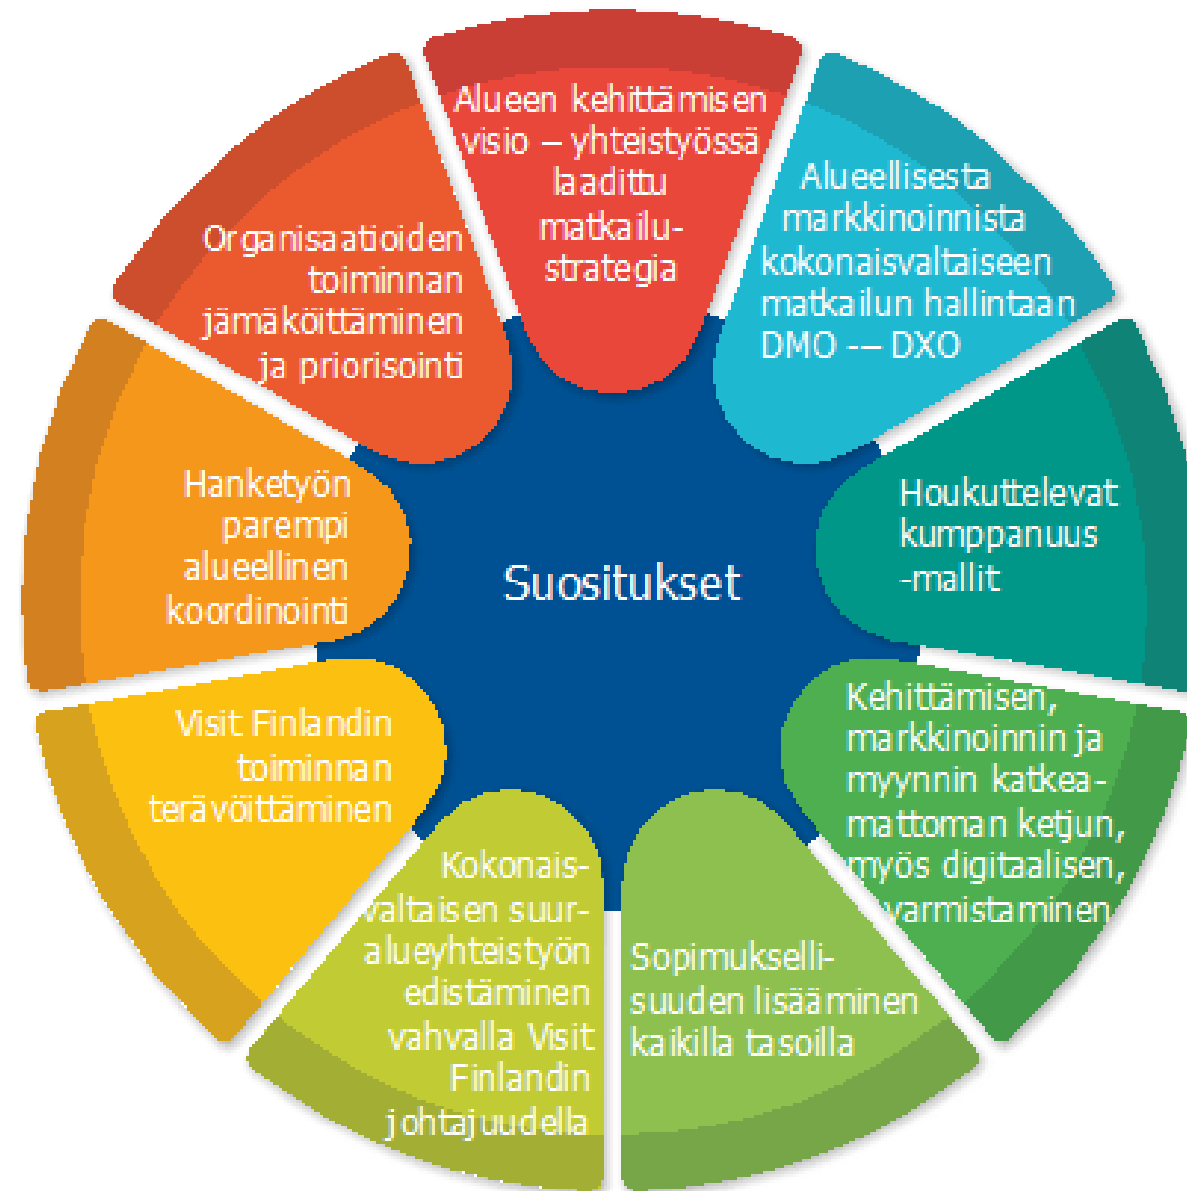 Alueen kehittämisen
visio – yhteistyössä
laadittu
matkailu-
strategia
Alueellisesta
markkinoinnista
kokonaisvaltaiseen
matkailun hallintaan
DMO -– DXO
Houkuttelevat
kumppanuus
-mallit
Kehittämisen,
markkinoinnin ja
myynnin katkea-
mattoman ketjun,
myös digitaalisen,
varmistaminen
Sopimukselli-
suuden lisääminen
kaikilla tasoilla
Kokonais-
valtaisen suur-
alueyhteistyön
edistäminen
vahvalla Visit
Finlandin
johtajuudella
Visit Finlandin
toiminnan
terävöittäminen
Hanketyön
parempi
alueellinen
koordinointi
Organisaatioiden
toiminnan
jämäköittäminen
ja priorisointi
Suositukset